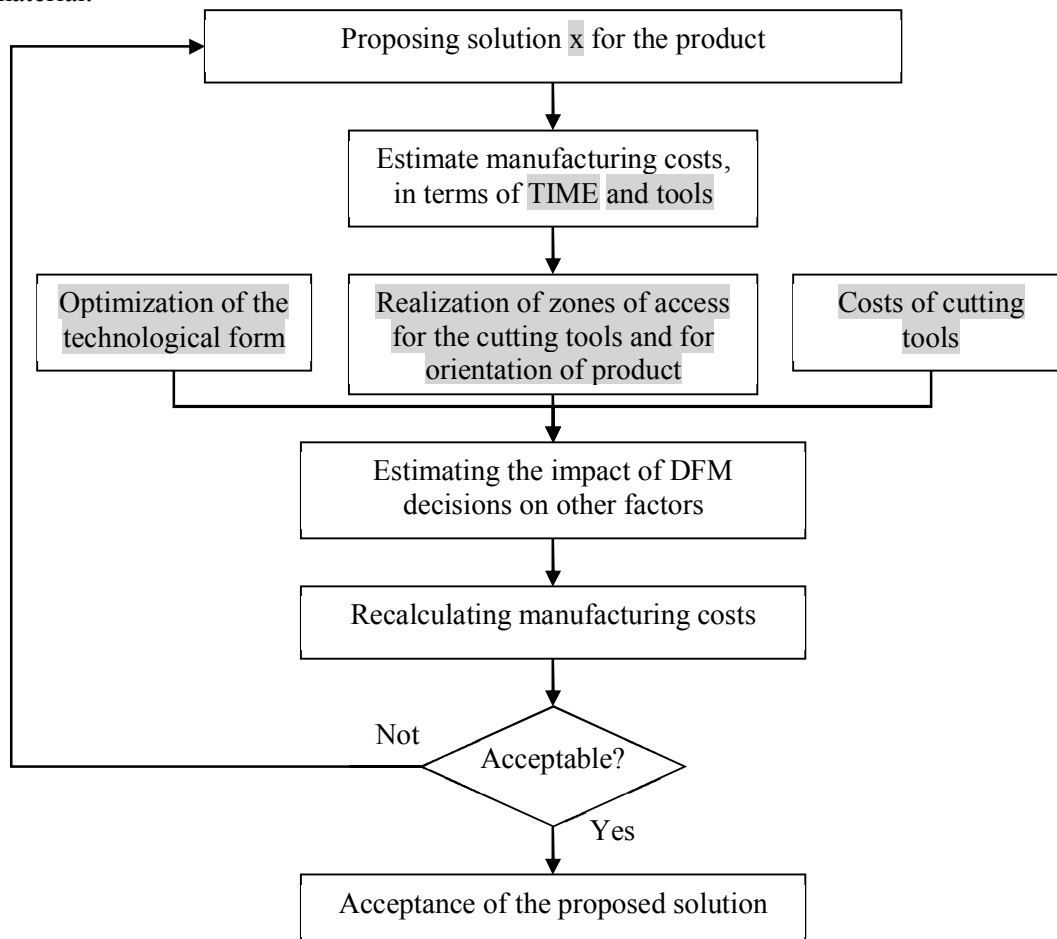 Proposing solution x for the product
Estimate manufacturing costs,
in terms of TIME and tools
Optimization of the
technological form
Realization of zones of access
for the cutting tools and for
orientation of product
Costs of cutting
tools
Estimating the impact of DFM
decisions on other factors
Recalculating manufacturing costs
Not
Acceptable?
Yes
Acceptance of the proposed solution